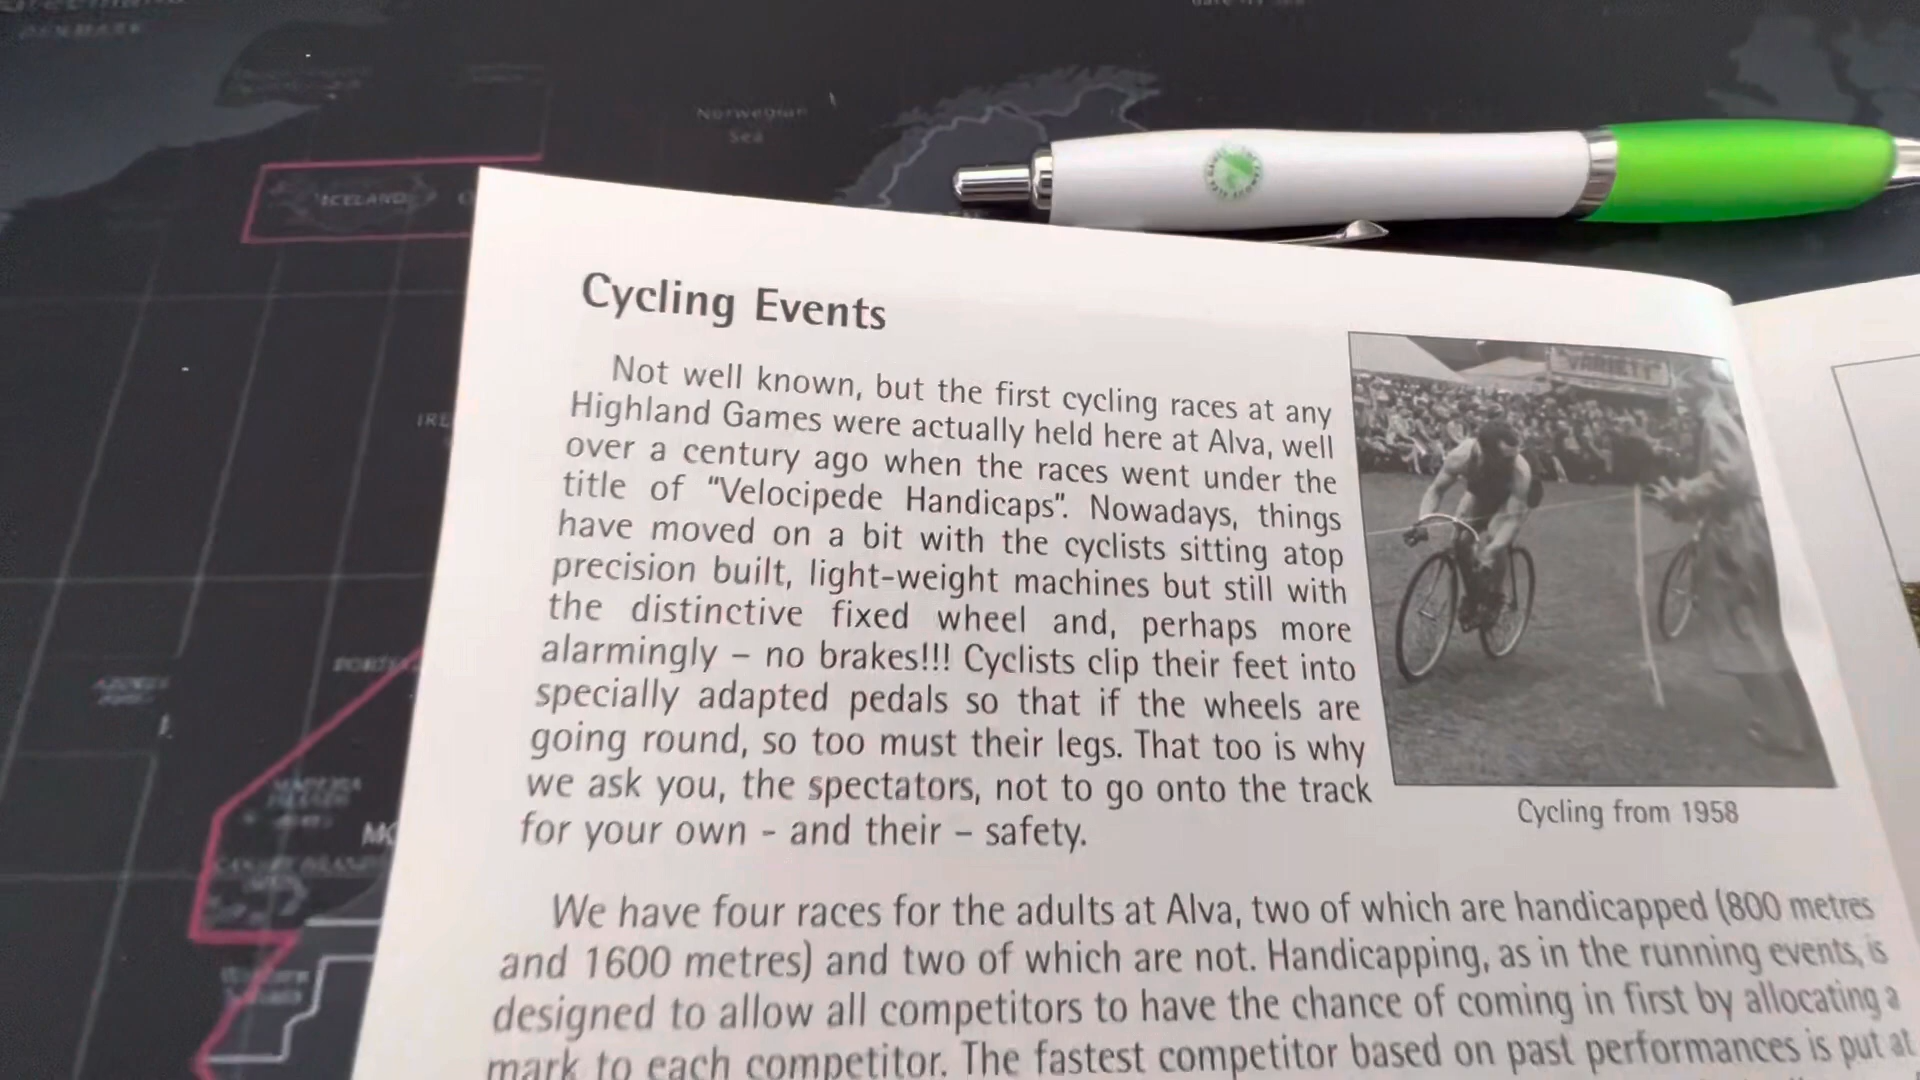 Norwegian
Sea
ICELAND
Cycling Events
Not well known, but the first cycling races at any
Highland Games were actually held here at Alva, well
over a century ago when the races went under the
title of “Velocipede Handicaps”. Nowadays, things
have moved on a bit with the cyclists sitting atop
precision built, light-weight machines but still with
the distinctive fixed wheel and, perhaps more
alarmingly – no brakes!!! Cyclists clip their feet into
specially adapted pedals so that if the wheels are
going round, so too must their legs. That too is why
we ask you, the spectators, not to go onto the track
for your own - and their – safety.
VARIETY
Cycling from 1958
We have four races for the adults at Alva, two of which are handicapped (800 metres
and 1600 metres) and two of which are not. Handicapping, as in the running events, is
designed to allow all competitors to have the chance of coming in first by allocating a
mark to each competitor. The fastest competitor based on past performances is put at